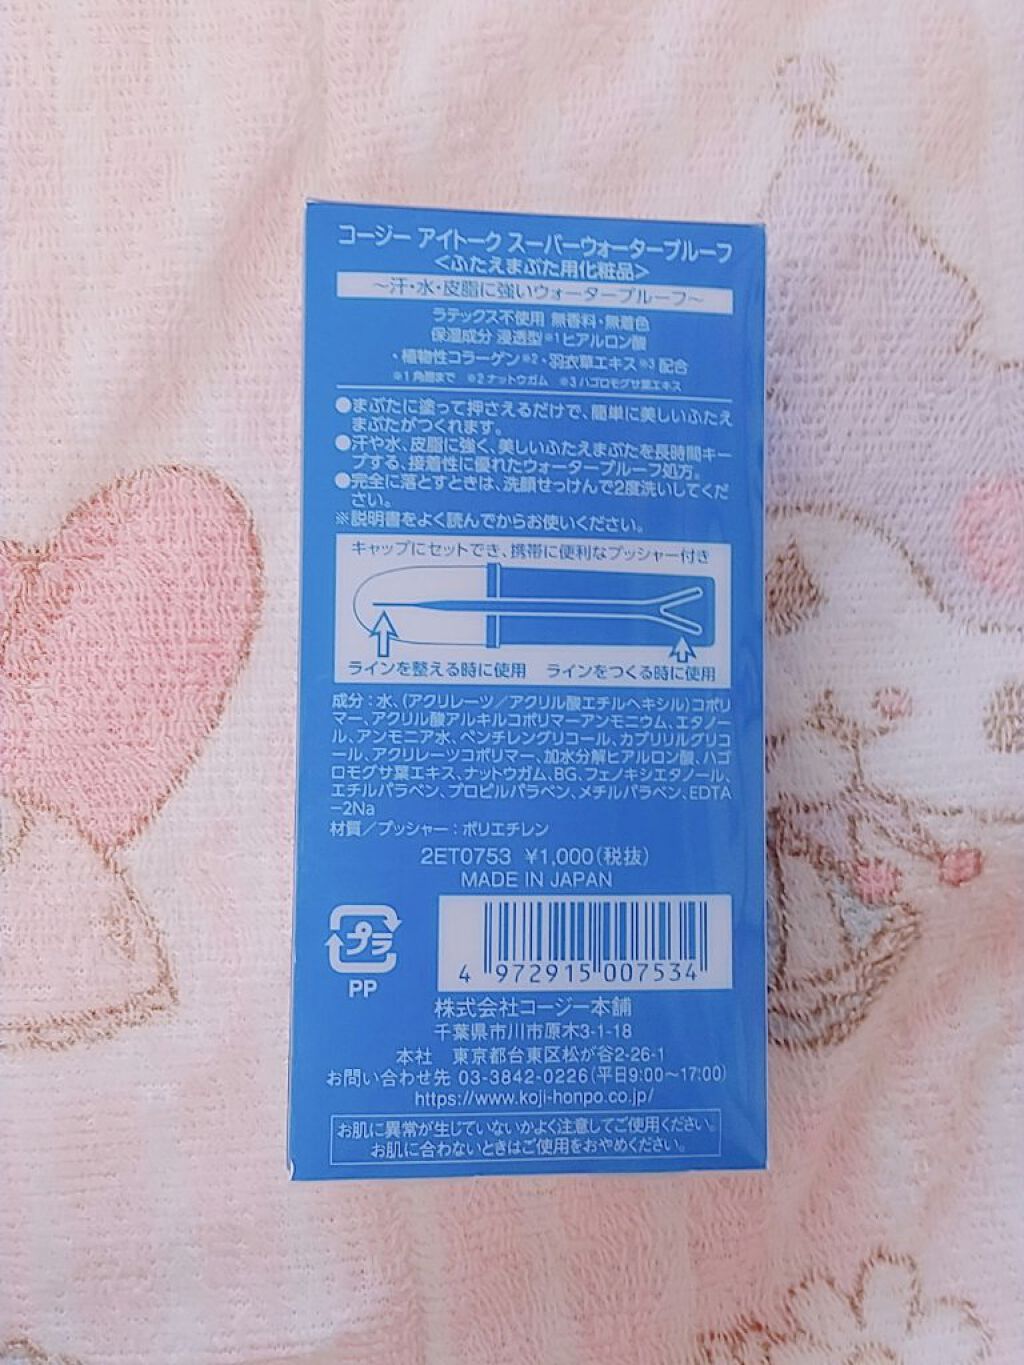 コージー アイトーク スーパーウォータープルーフ
<ふたえまぶた用化粧品>
～汗・水・皮脂に強いウォータープルーフ～
ラテックス不使用 無香料・無着色
保湿成分 浸透型※1ヒアルロン酸
・植物性コラーゲン※2・羽衣草エキス※3配合
※1 角層まで ※2 ナットウガム ※3 ハゴロモグサ葉エキス
●まぶたに塗って押さえるだけで、簡単に美しいふたえ
まぶたがつくれます。
●汗や水、皮脂に強く、美しいふたえまぶたを長時間キー
プする、接着性に優れたウォータープルーフ処方。
●完全に落とすときは、洗顔せっけんで2度洗いしてくだ
さい。
※説明書をよく読んでからお使いください。
キャップにセットでき、携帯に便利なプッシャー付き
ラインを整える時に使用 ラインをつくる時に使用
成分：水、(アクリレーツ／アクリル酸エチルヘキシル)コポリ
マー、アクリル酸アルキルコポリマーアンモニウム、エタノー
ル、アンモニア水、ペンチレングリコール、カプリリルグリコ
ール、アクリレーツコポリマー、加水分解ヒアルロン酸、ハゴ
ロモグサ葉エキス、ナットウガム、BG、フェノキシエタノール、
エチルパラベン、プロピルパラベン、メチルパラベン、EDTA
-2Na
材質／プッシャー：ポリエチレン
2ET0753 ¥1,000(税抜)
MADE IN JAPAN
プラ
PP
4 972915 007534
株式会社コージー本舗
千葉県市川市原木3-1-18
本社 東京都台東区松が谷2-26-1
お問い合わせ先 03-3842-0226(平日9:00～17:00)
https://www.koji-honpo.co.jp/
お肌に異常が生じていないかよく注意してご使用ください。
お肌に合わないときはご使用をおやめください。